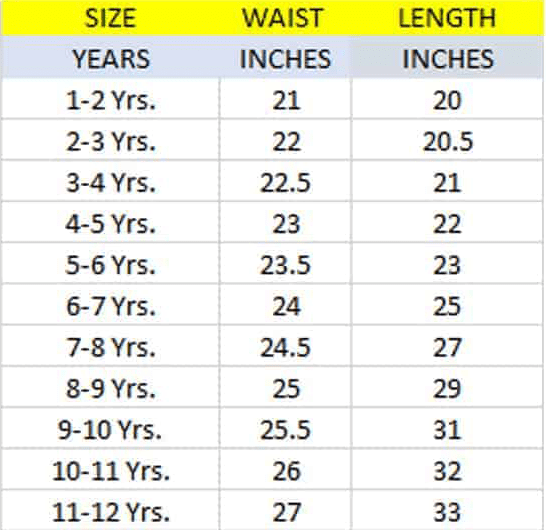 SIZE WAIST LENGTH
YEARS INCHES INCHES
1-2 Yrs. 21 20
2-3 Yrs. 22 20.5
3-4 Yrs. 22.5 21
4-5 Yrs. 23 22
5-6 Yrs. 23.5 23
6-7 Yrs. 24 25
7-8 Yrs. 24.5 27
8-9 Yrs. 25 29
9-10 Yrs. 25.5 31
10-11 Yrs. 26 32
11-12 Yrs. 27 33